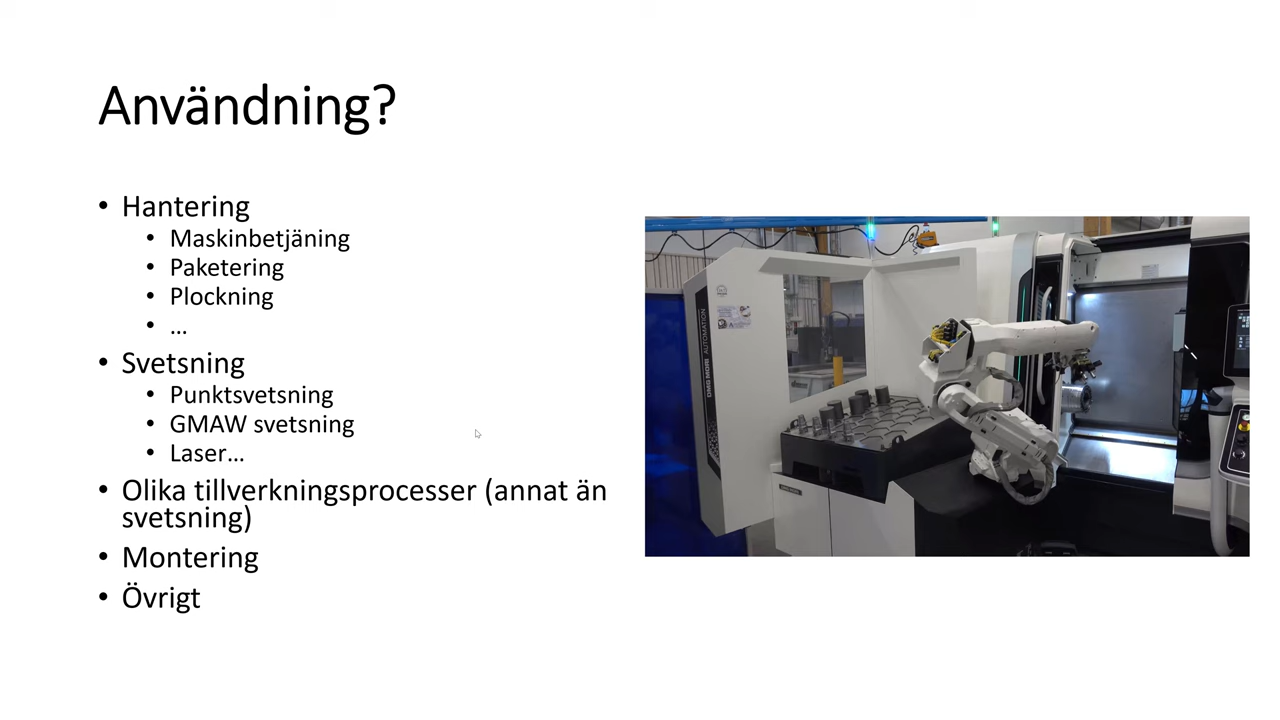 Användning?
• Hantering
• Maskinbetjäning
• Paketering
• Plockning
• …
• Svetsning
• Punktsvetsning
• GMAW svetsning
• Laser…
• Olika tillverkningsprocesser (annat än
svetsning)
• Montering
• Övrigt
DMG MORI AUTOMATION